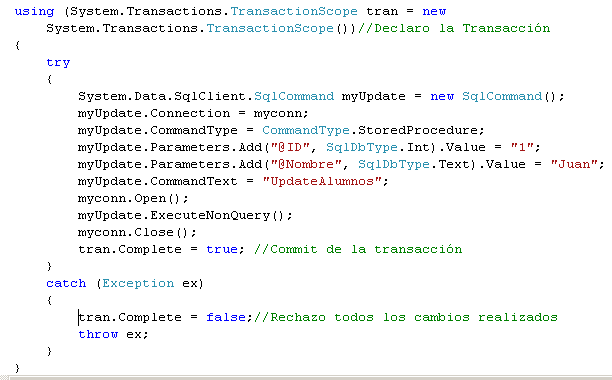 using (System.Transactions.TransactionScope tran = new
    System.Transactions.TransactionScope())//Declaro la Transacción
{
    try
    {
        System.Data.SqlClient.SqlCommand myUpdate = new SqlCommand();
        myUpdate.Connection = myconn;
        myUpdate.CommandType = CommandType.StoredProcedure;
        myUpdate.Parameters.Add("@ID", SqlDbType.Int).Value = "1";
        myUpdate.Parameters.Add("@Nombre", SqlDbType.Text).Value = "Juan";
        myUpdate.CommandText = "UpdateAlumnos";
        myconn.Open();
        myUpdate.ExecuteNonQuery();
        myconn.Close();
        tran.Complete = true; //Commit de la transacción
    }
    catch (Exception ex)
    {
        tran.Complete = false;//Rechazo todos los cambios realizados
        throw ex;
    }
}